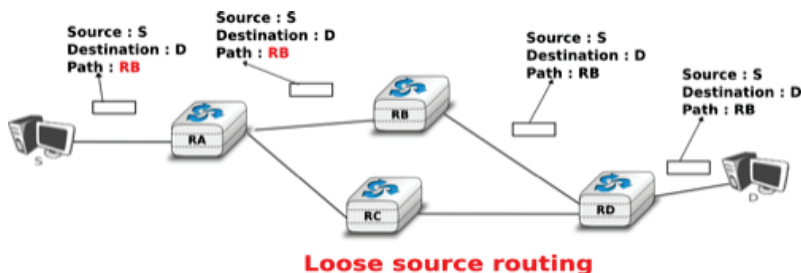 Source : S
Destination : D
Path : RB
Source : S
Destination : D
Path : RB
Source : S
Destination : D
Path : RB
Source : S
Destination : D
Path : RB
S
RA
RB
RC
RD
D
Loose source routing